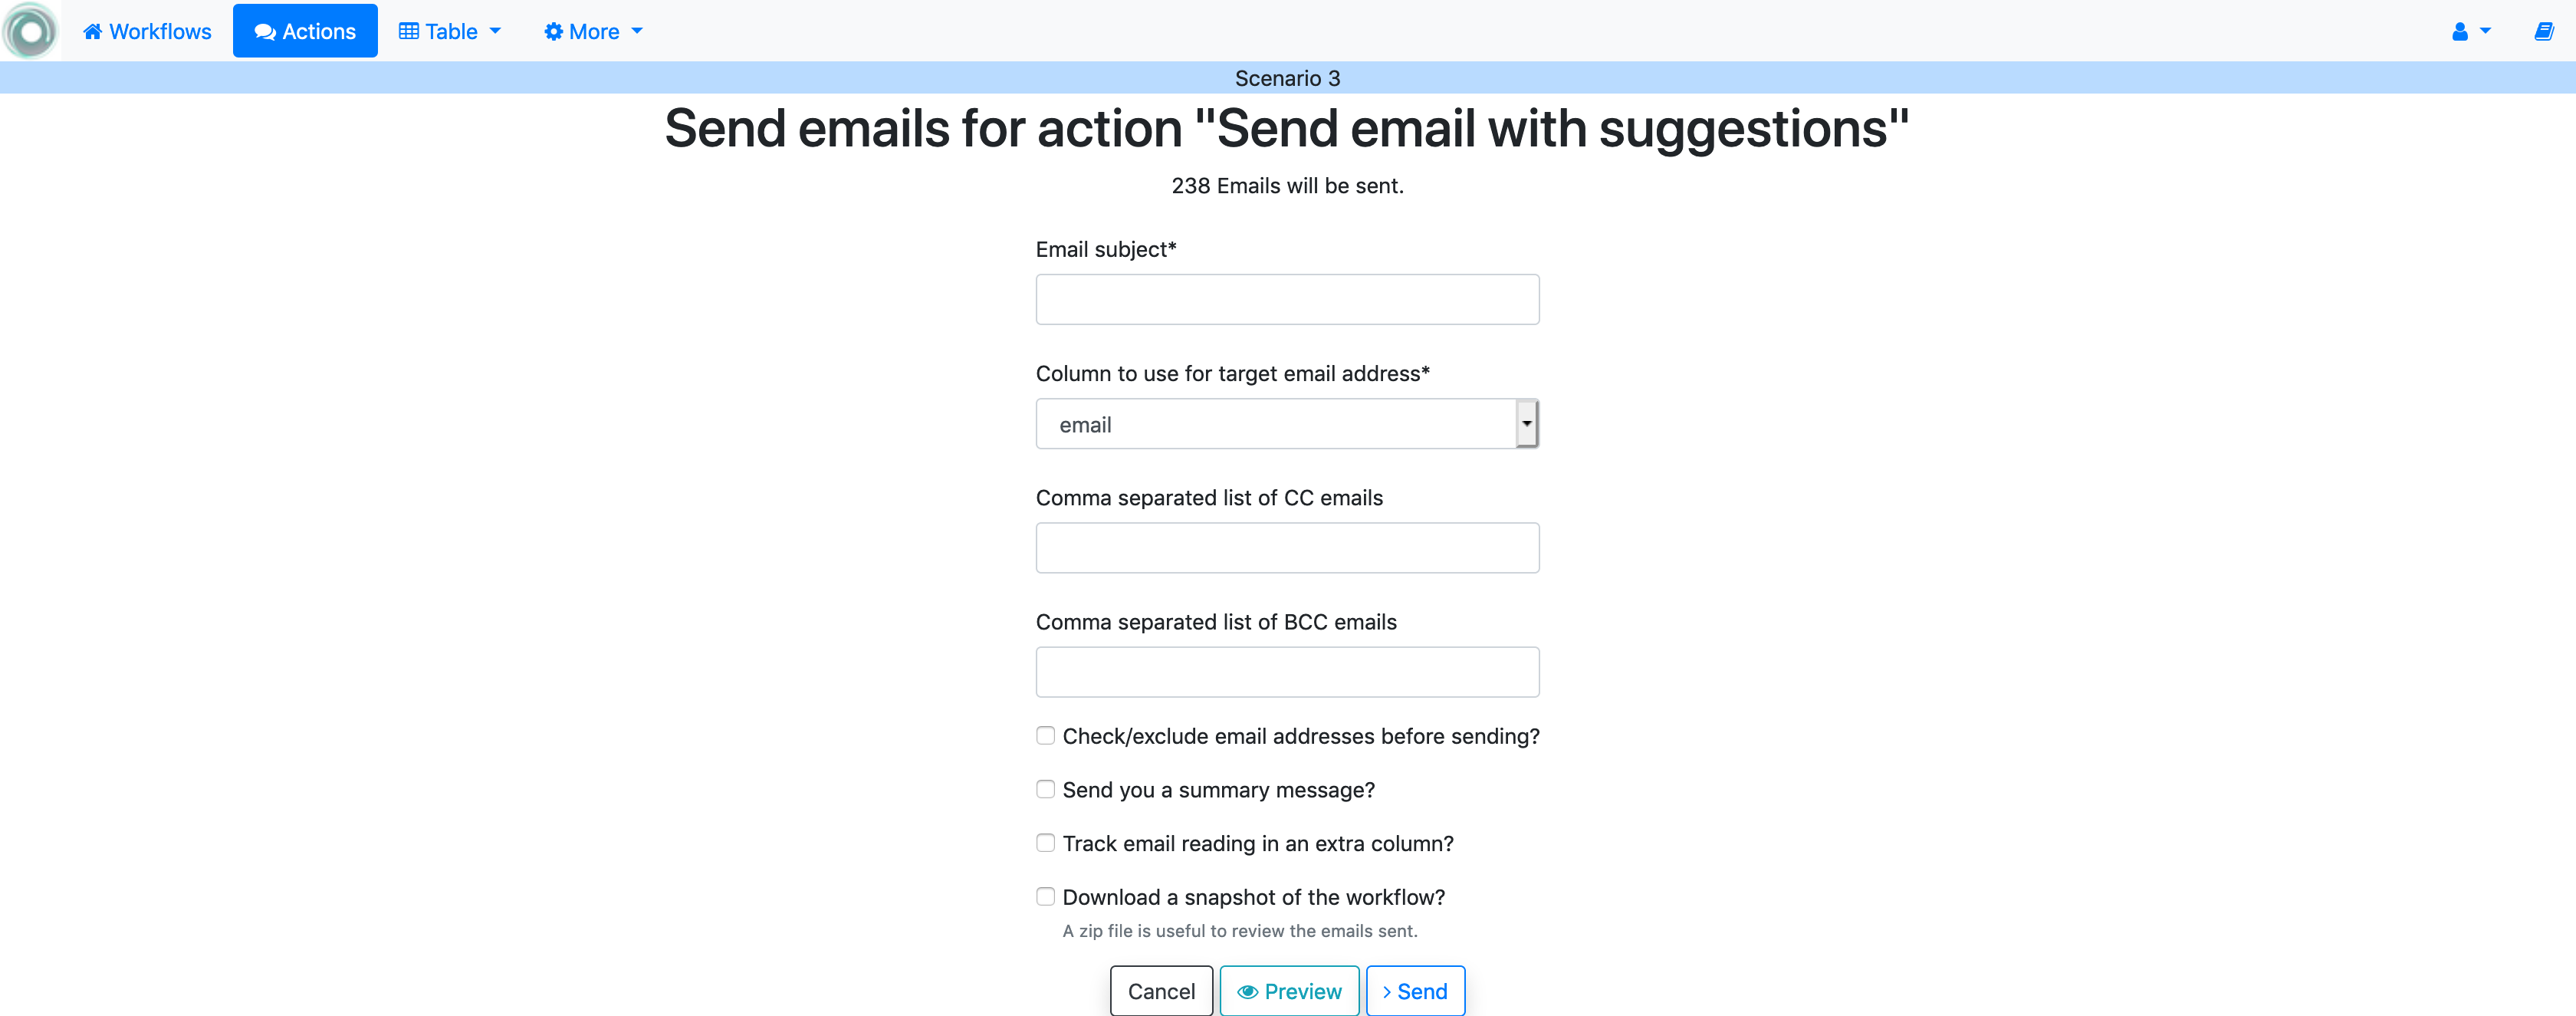 Workflows Actions Table More
Scenario 3
Send emails for action "Send email with suggestions"
238 Emails will be sent.
Email subject*
Column to use for target email address*
email
Comma separated list of CC emails
Comma separated list of BCC emails
Check/exclude email addresses before sending?
Send you a summary message?
Track email reading in an extra column?
Download a snapshot of the workflow?
A zip file is useful to review the emails sent.
Cancel Preview Send